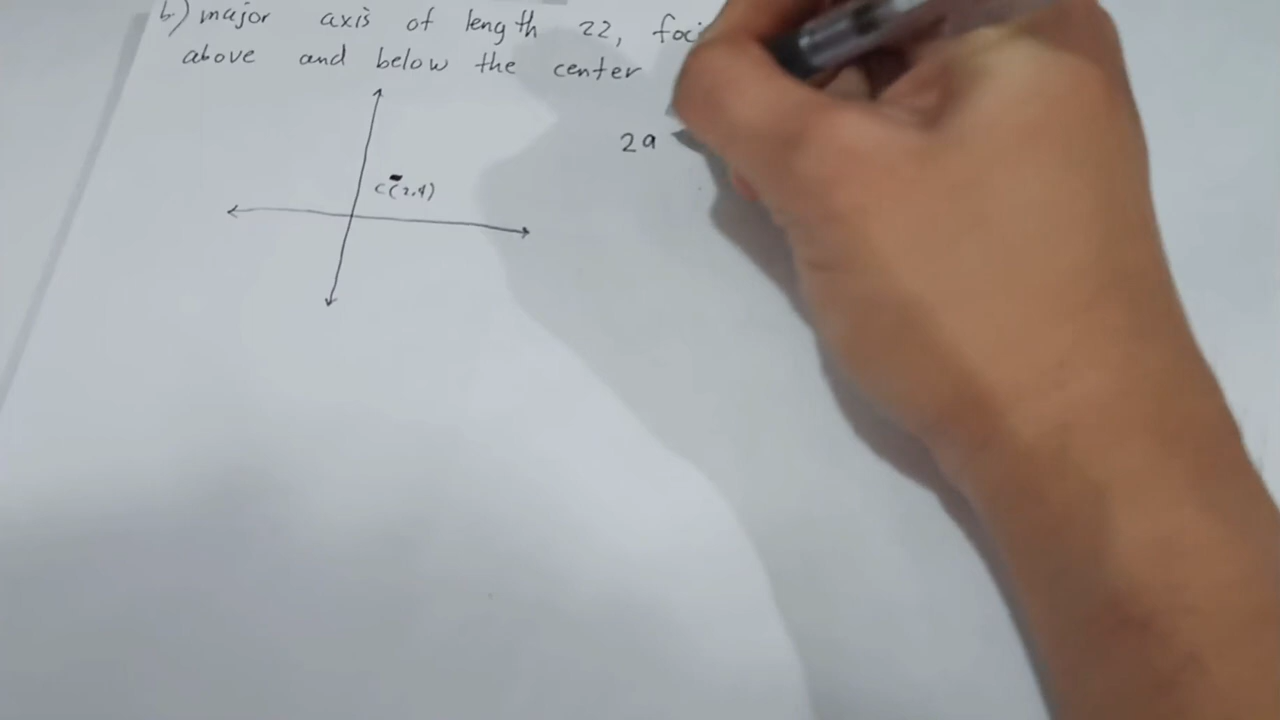 b) major axis of length 22, foci
above and below the center
2a
C(2,4)